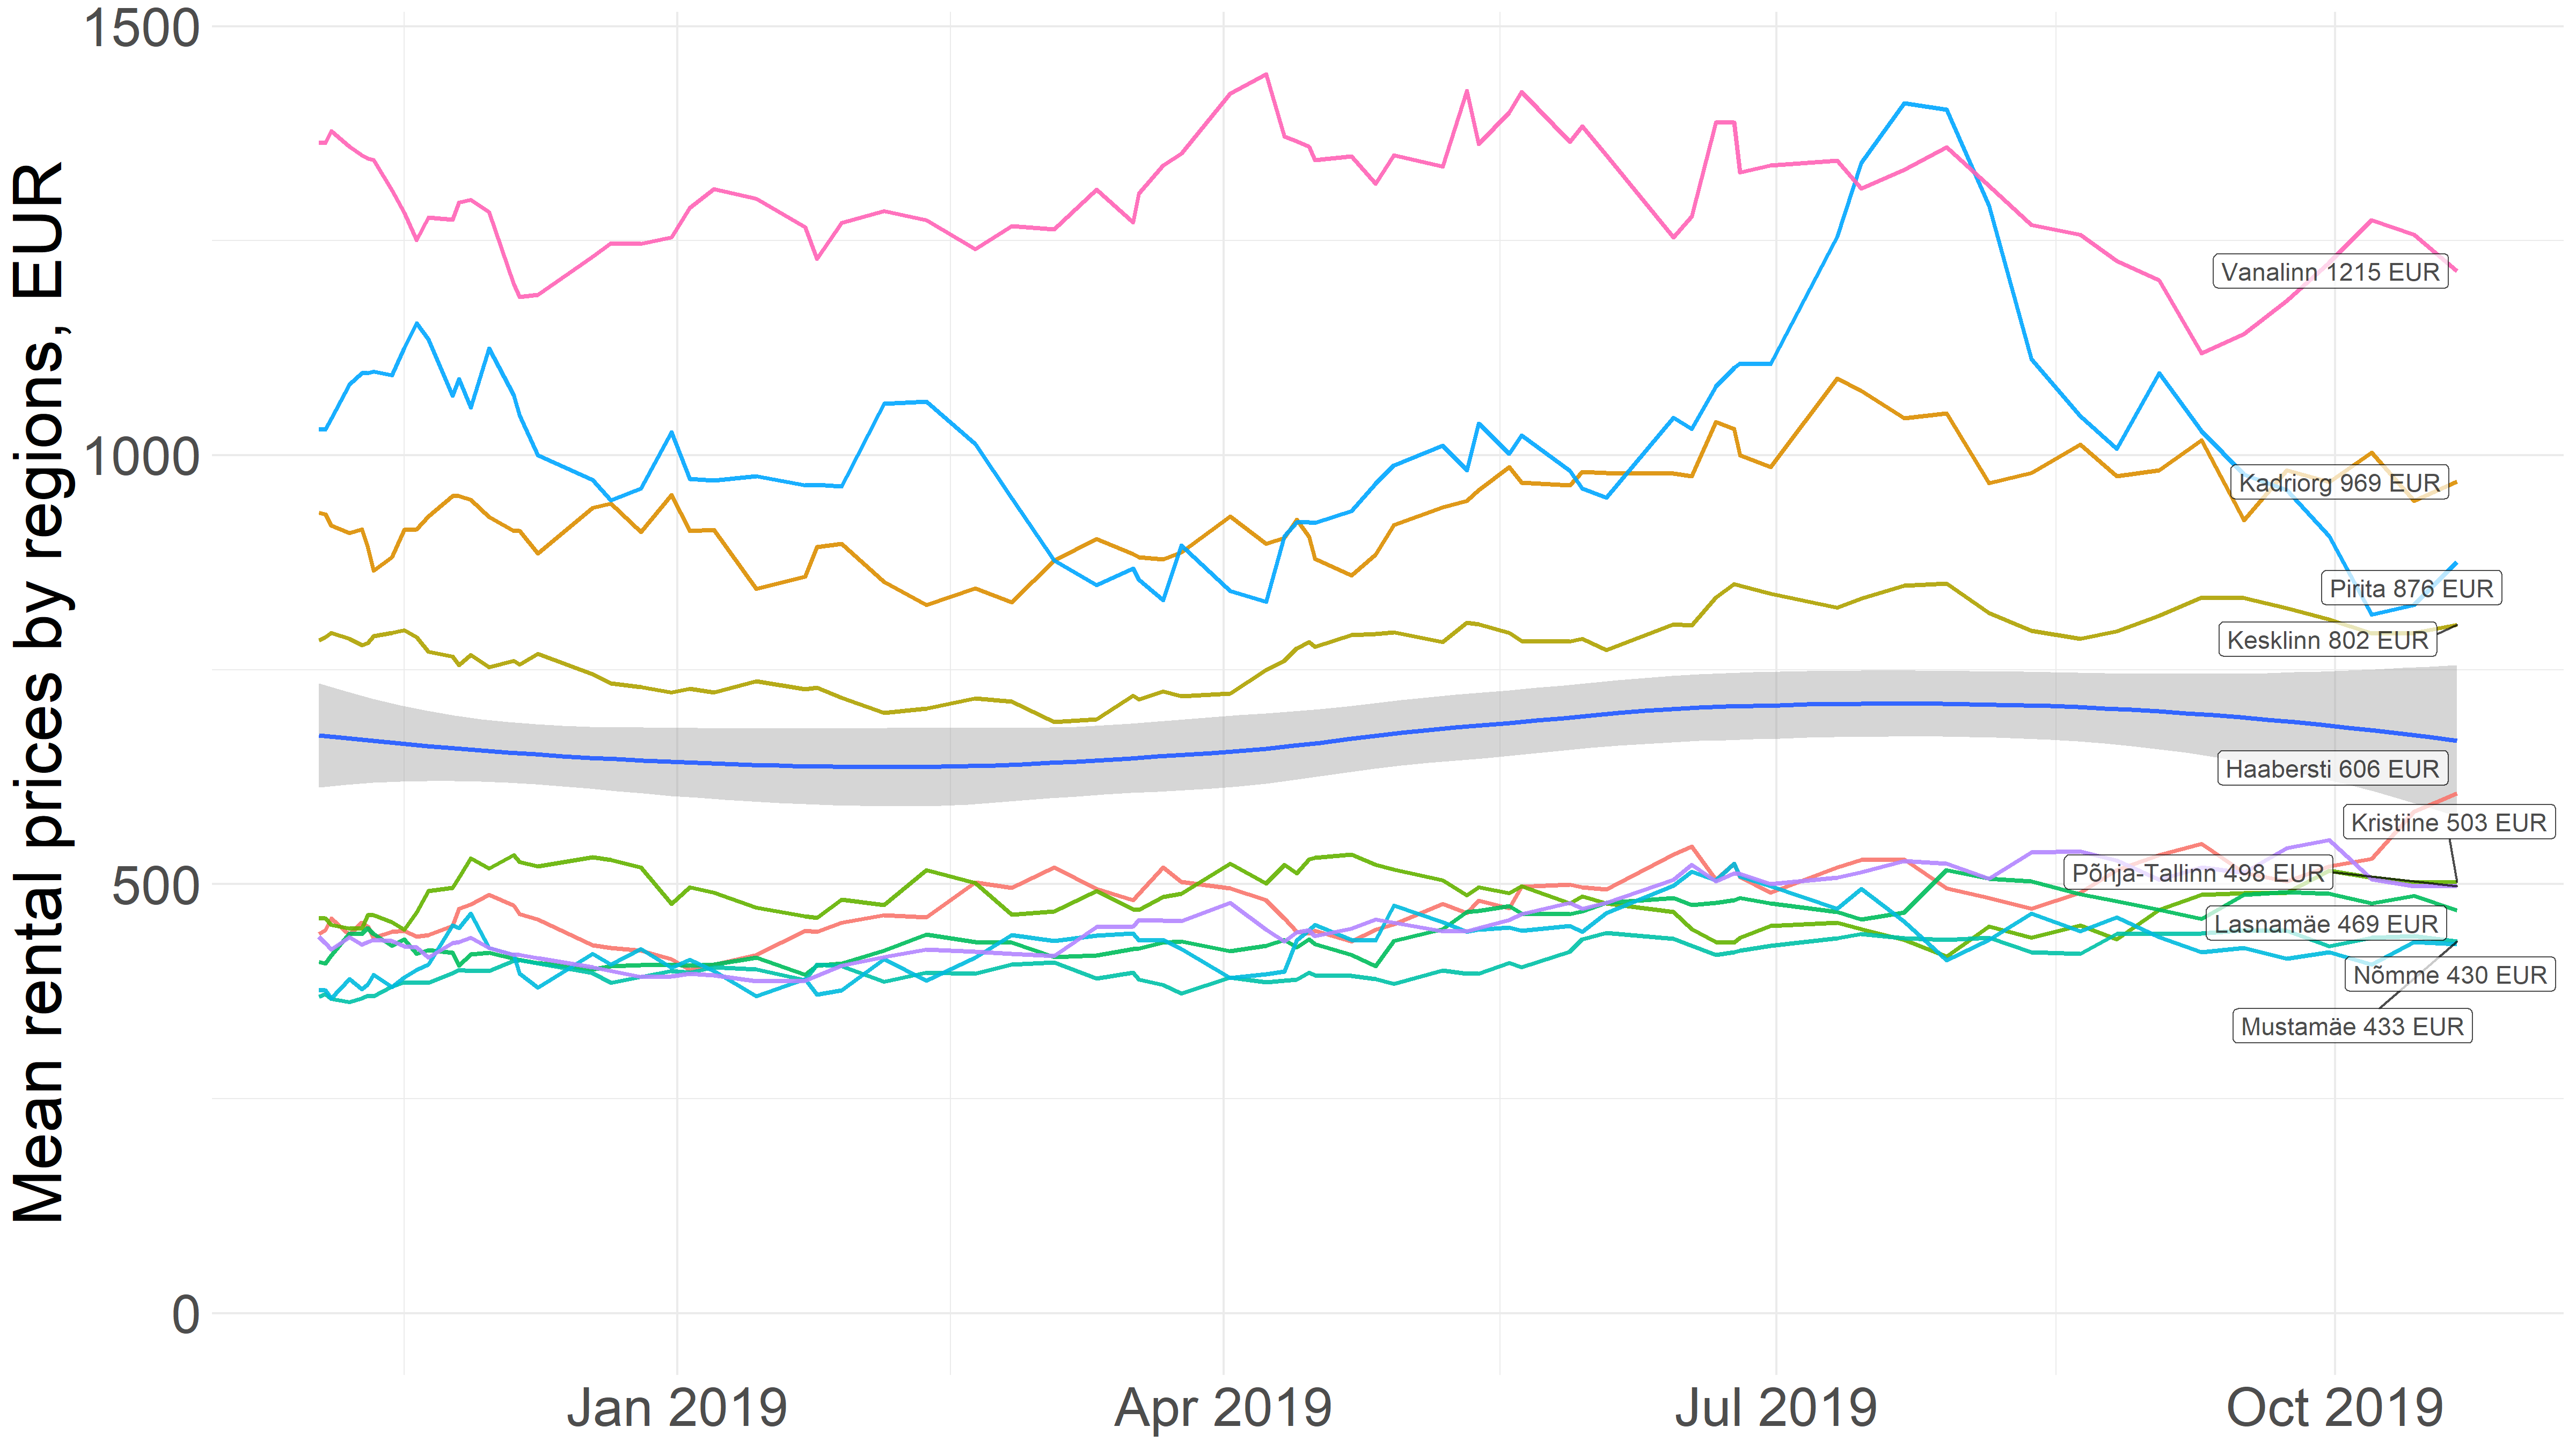 Mean rental prices by regions, EUR
1500
1000
500
0
Vanalinn 1215 EUR
Kadriorg 969 EUR
Pirita 876 EUR
Kesklinn 802 EUR
Haabersti 606 EUR
Kristiine 503 EUR
Põhja-Tallinn 498 EUR
Lasnamäe 469 EUR
Nõmme 430 EUR
Mustamäe 433 EUR
Jan 2019
Apr 2019
Jul 2019
Oct 2019